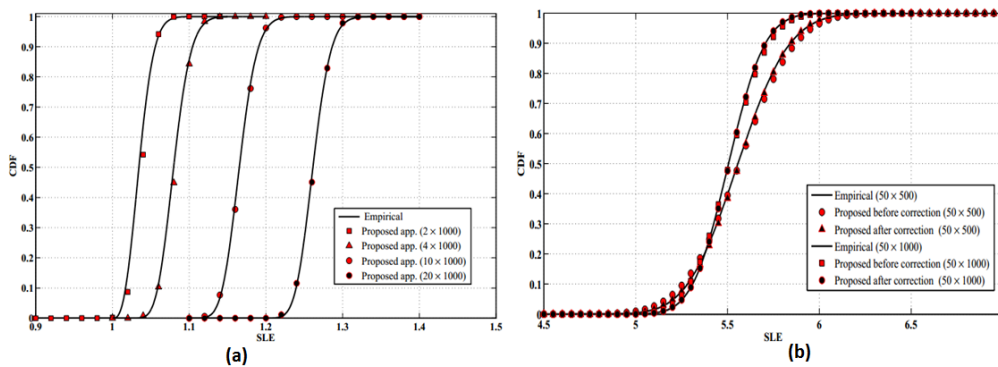 1
0.9
0.8
0.7
0.6
0.5
0.4
0.3
0.2
0.1
0
CDF
0.9 1 1.1 1.2 1.3 1.4 1.5
SLE
Empirical
Proposed app. (2 × 1000)
Proposed app. (4 × 1000)
Proposed app. (10 × 1000)
Proposed app. (20 × 1000)
(a)
1
0.9
0.8
0.7
0.6
0.5
0.4
0.3
0.2
0.1
0
CDF
4.5 5 5.5 6 6.5
SLE
Empirical (50 × 500)
Proposed before correction (50 × 500)
Proposed after correction (50 × 500)
Empirical (50 × 1000)
Proposed before correction (50 × 1000)
Proposed after correction (50 × 1000)
(b)